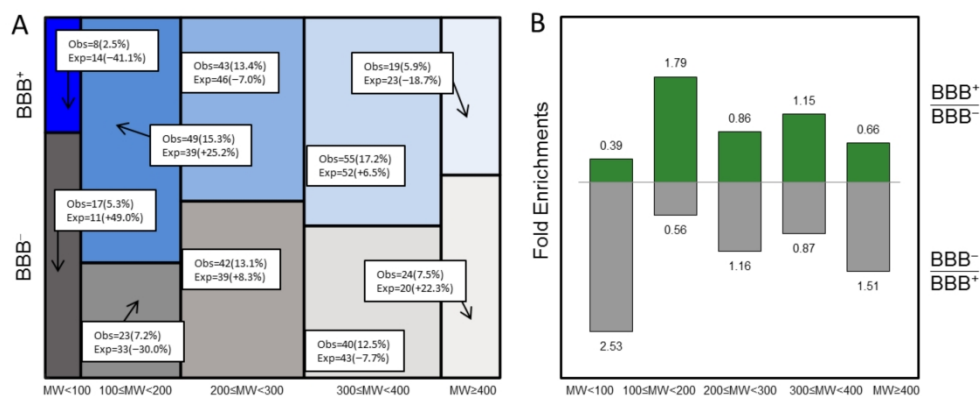 A
BBB⁺
BBB⁻
Obs=8(2.5%)
Exp=14(−41.1%)
Obs=43(13.4%)
Exp=46(−7.0%)
Obs=19(5.9%)
Exp=23(−18.7%)
Obs=49(15.3%)
Exp=39(+25.2%)
Obs=55(17.2%)
Exp=52(+6.5%)
Obs=17(5.3%)
Exp=11(+49.0%)
Obs=42(13.1%)
Exp=39(+8.3%)
Obs=24(7.5%)
Exp=20(+22.3%)
Obs=23(7.2%)
Exp=33(−30.0%)
Obs=40(12.5%)
Exp=43(−7.7%)
MW<100 100≤MW<200 200≤MW<300 300≤MW<400 MW≥400
B
Fold Enrichments
0.39 1.79 0.86 1.15 0.66
2.53 0.56 1.16 0.87 1.51
BBB⁺
BBB⁻
BBB⁻
BBB⁺
MW<100 100≤MW<200 200≤MW<300 300≤MW<400 MW≥400